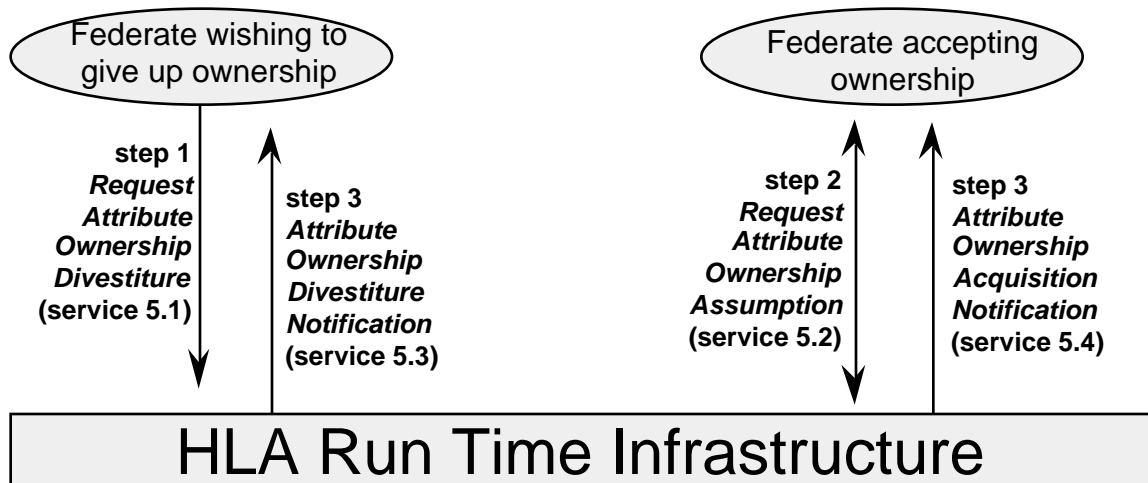 Federate wishing to
give up ownership
Federate accepting
ownership
step 1
Request
Attribute
Ownership
Divestiture
(service 5.1)
step 3
Attribute
Ownership
Divestiture
Notification
(service 5.3)
step 2
Request
Attribute
Ownership
Assumption
(service 5.2)
step 3
Attribute
Ownership
Acquisition
Notification
(service 5.4)
HLA Run Time Infrastructure